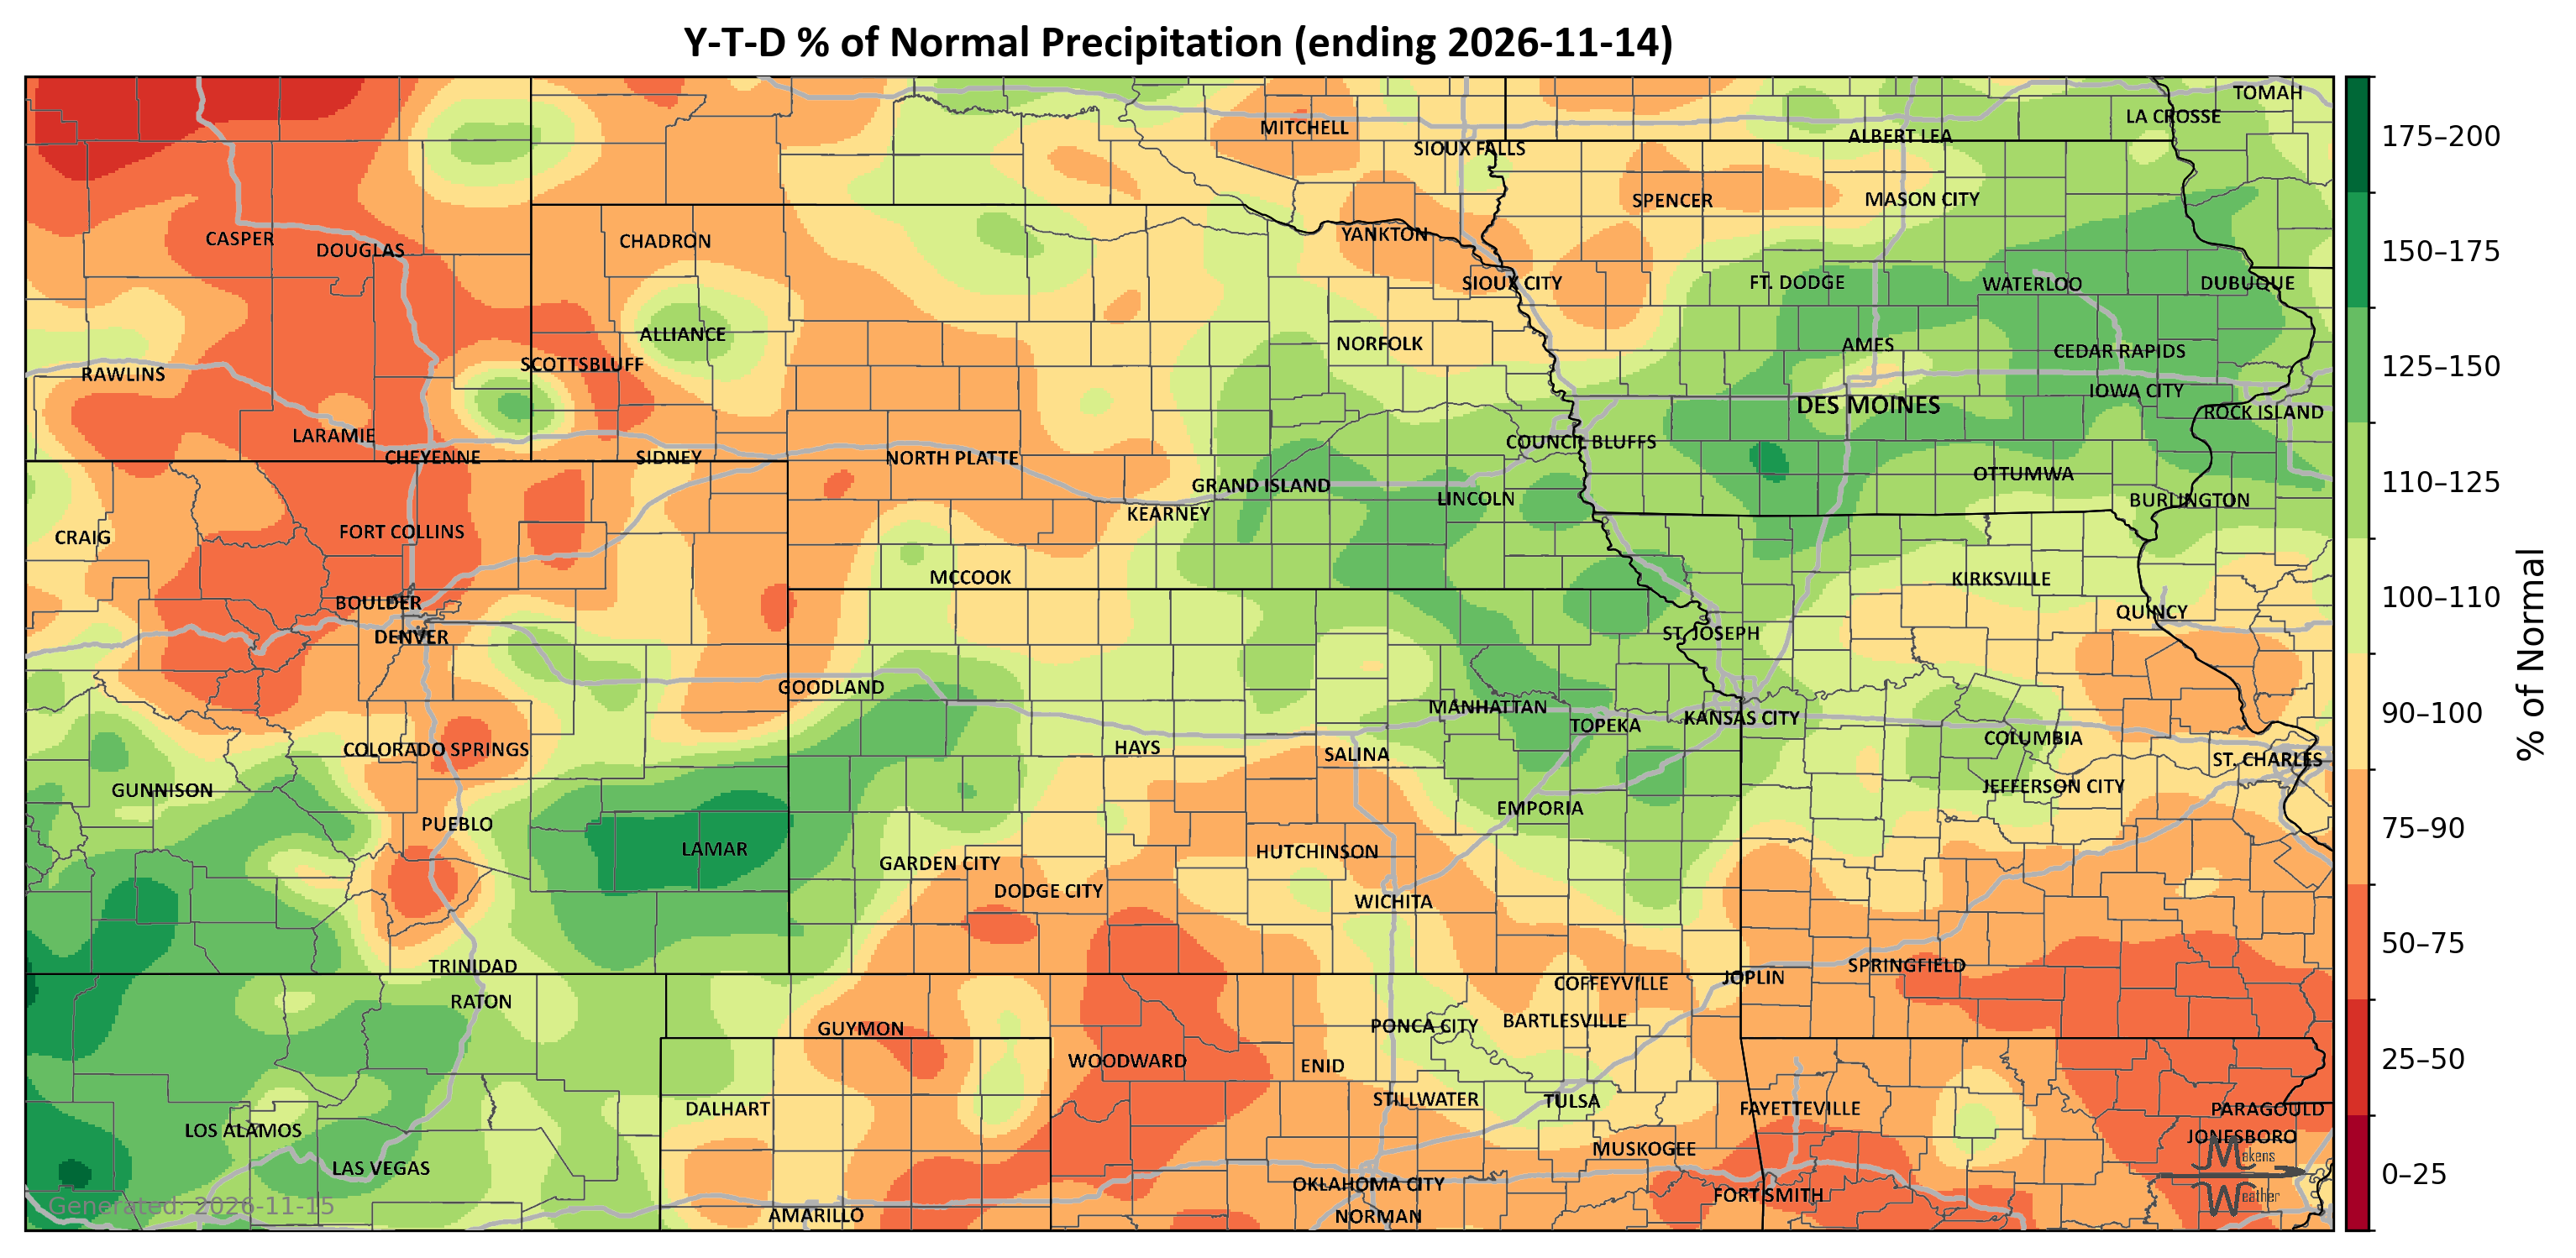 Y-T-D % of Normal Precipitation (ending 2026-11-14)
TOMAH
LA CROSSE
MITCHELL
ALBERT LEA
SIOUX FALLS
SPENCER
MASON CITY
YANKTON
CASPER
DOUGLAS
CHADRON
SIOUX CITY
FT. DODGE
WATERLOO
DUBUQUE
ALLIANCE
NORFOLK
AMES
CEDAR RAPIDS
SCOTTSBLUFF
RAWLINS
IOWA CITY
DES MOINES
ROCK ISLAND
LARAMIE
COUNCIL BLUFFS
CHEYENNE
SIDNEY
NORTH PLATTE
OTTUMWA
GRAND ISLAND
LINCOLN
BURLINGTON
KEARNEY
CRAIG
FORT COLLINS
MCCOOK
KIRKSVILLE
BOULDER
QUINCY
DENVER
ST. JOSEPH
GOODLAND
MANHATTAN
TOPEKA
KANSAS CITY
COLORADO SPRINGS
HAYS
SALINA
COLUMBIA
ST. CHARLES
GUNNISON
JEFFERSON CITY
EMPORIA
PUEBLO
LAMAR
HUTCHINSON
GARDEN CITY
DODGE CITY
WICHITA
TRINIDAD
SPRINGFIELD
JOPLIN
COFFEYVILLE
RATON
GUYMON
PONCA CITY
BARTLESVILLE
WOODWARD
ENID
STILLWATER
TULSA
DALHART
FAYETTEVILLE
PARAGOULD
LOS ALAMOS
JONESBORO
MUSKOGEE
LAS VEGAS
OKLAHOMA CITY
FORT SMITH
AMARILLO
NORMAN
Generated: 2026-11-15
Makens
Weather
175–200
150–175
125–150
110–125
100–110
90–100
75–90
50–75
25–50
0–25
% of Normal